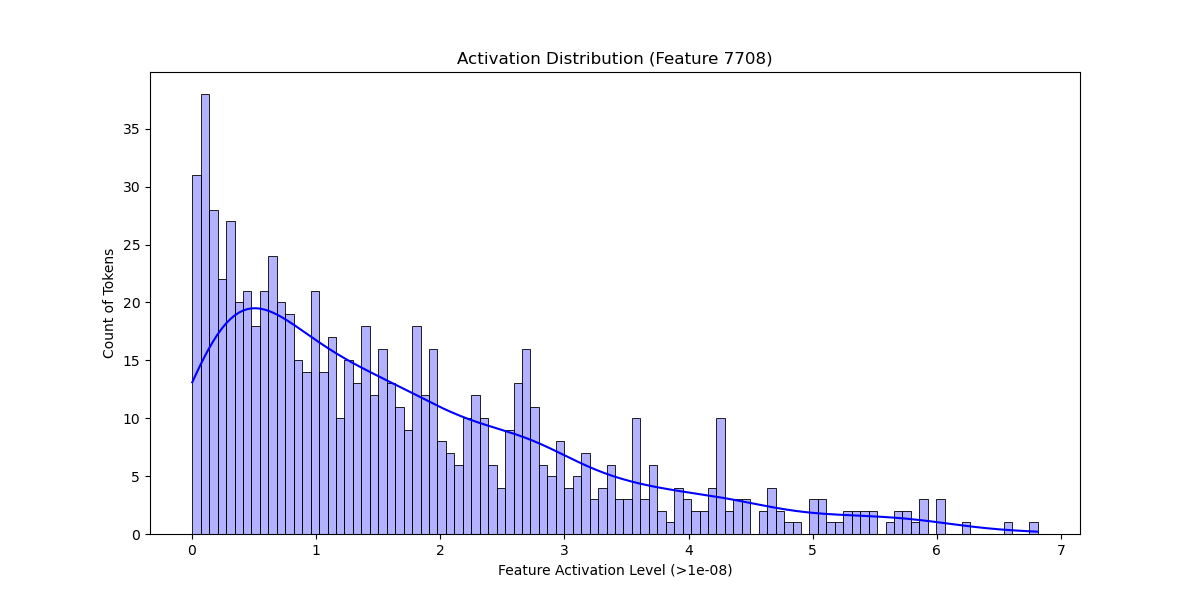 Activation Distribution (Feature 7708)
Count of Tokens
35
30
25
20
15
10
5
0
0 1 2 3 4 5 6 7
Feature Activation Level (>1e-08)